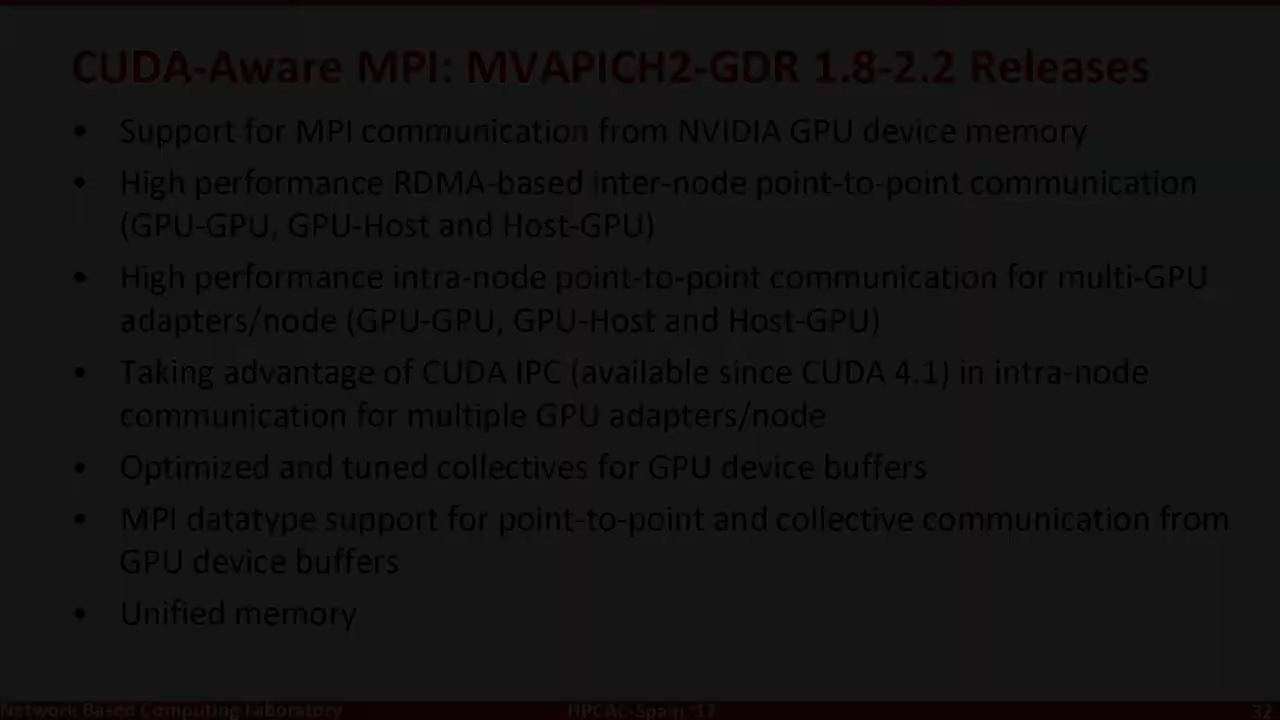 CUDA-Aware MPI: MVAPICH2-GDR 1.8-2.2 Releases
• Support for MPI communication from NVIDIA GPU device memory
• High performance RDMA-based inter-node point-to-point communication
(GPU-GPU, GPU-Host and Host-GPU)
• High performance intra-node point-to-point communication for multi-GPU
adapters/node (GPU-GPU, GPU-Host and Host-GPU)
• Taking advantage of CUDA IPC (available since CUDA 4.1) in intra-node
communication for multiple GPU adapters/node
• Optimized and tuned collectives for GPU device buffers
• MPI datatype support for point-to-point and collective communication from
GPU device buffers
• Unified memory
Network Based Computing Laboratory
HPCAC-Spain '17
32